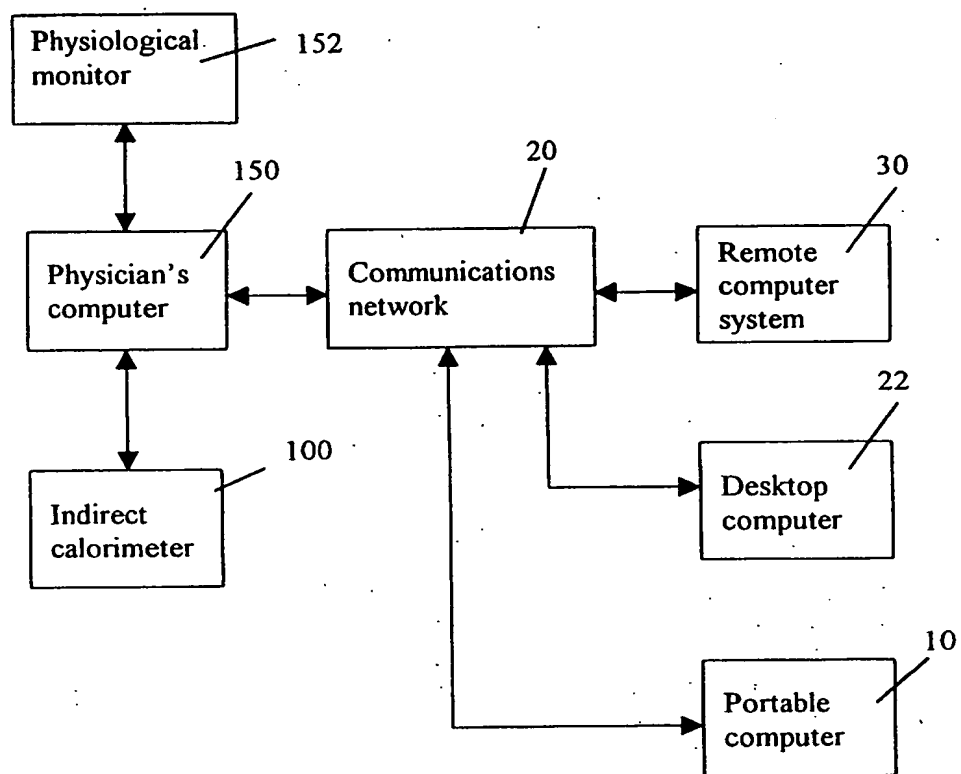 Physiological
monitor
152
150
20
30
Physician's
computer
Communications
network
Remote
computer
system
22
100
Indirect
calorimeter
Desktop
computer
10
Portable
computer